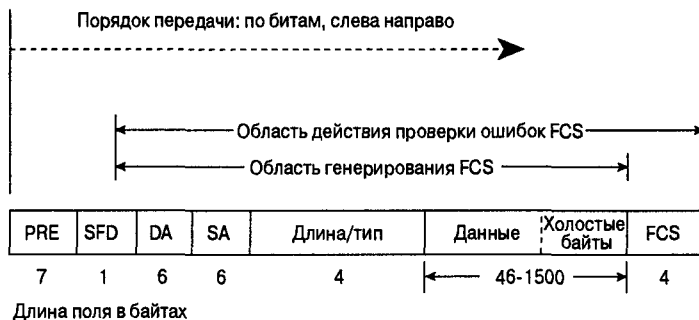 Порядок передачи: по битам, слева направо
Область действия проверки ошибок FCS
Область генерирования FCS
PRE SFD DA SA Длина/тип Данные Холостые байты FCS
7 1 6 6 4 46-1500 4
Длина поля в байтах